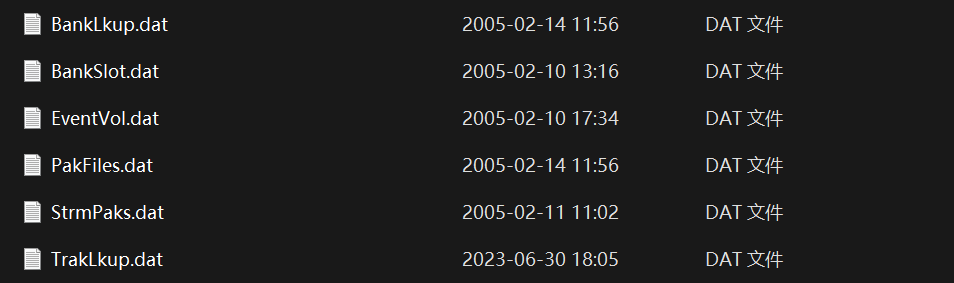 BankLkup.dat 2005-02-14 11:56 DAT 文件
BankSlot.dat 2005-02-10 13:16 DAT 文件
EventVol.dat 2005-02-10 17:34 DAT 文件
PakFiles.dat 2005-02-14 11:56 DAT 文件
StrmPaks.dat 2005-02-11 11:02 DAT 文件
TrakLkup.dat 2023-06-30 18:05 DAT 文件